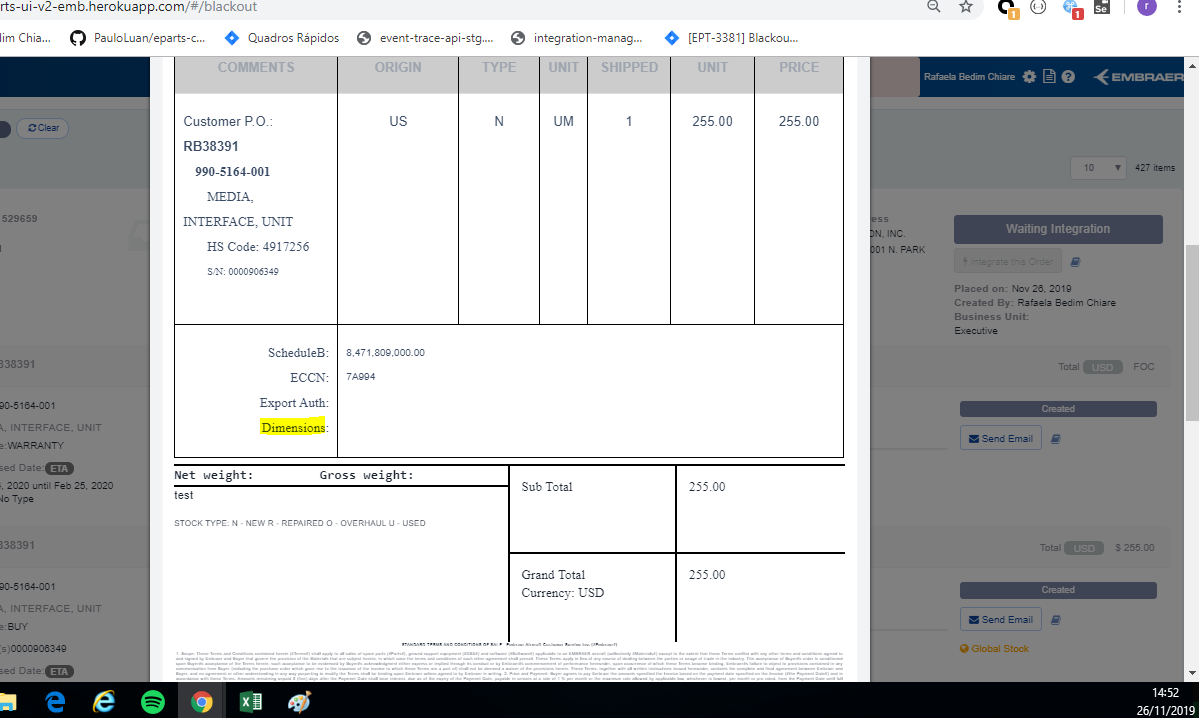 rts-ui-v2-emb.herokuapp.com/#/blackout
1
1
Se
r
lim Chia...
PauloLuan/eparts-c...
Quadros Rápidos
event-trace-api-stg....
integration-manag...
[EPT-3381] Blackou...
Rafaela Bedim Chiare
EMBRAER
Clear
10
427 items
529659
COMMENTS ORIGIN TYPE UNIT SHIPPED UNIT PRICE
Customer P.O.: US N UM 1 255.00 255.00
RB38391
990-5164-001
MEDIA,
INTERFACE, UNIT
HS Code: 4917256
S/N: 0000906349
ScheduleB: 8,471,809,000.00
ECCN: 7A994
Export Auth:
Dimensions:
Net weight: Gross weight:
test
STOCK TYPE: N - NEW R - REPAIRED O - OVERHAUL U - USED
Sub Total 255.00
Grand Total 255.00
Currency: USD
STANDARD TERMS AND CONDITIONS OF SALE
ess
ON, INC.
001 N. PARK
Waiting Integration
Integrate this Order
Placed on: Nov 26, 2019
Created By: Rafaela Bedim Chiare
Business Unit:
Executive
338391
Total USD FOC
90-5164-001
A, INTERFACE, UNIT
e:WARRANTY
sed Date: ETA
, 2020 until Feb 25, 2020
No Type
Created
Send Email
338391
Total USD $ 255.00
90-5164-001
A, INTERFACE, UNIT
e:BUY
(s)0000906349
sed Date: ETA
Created
Send Email
Global Stock
14:52
26/11/2019